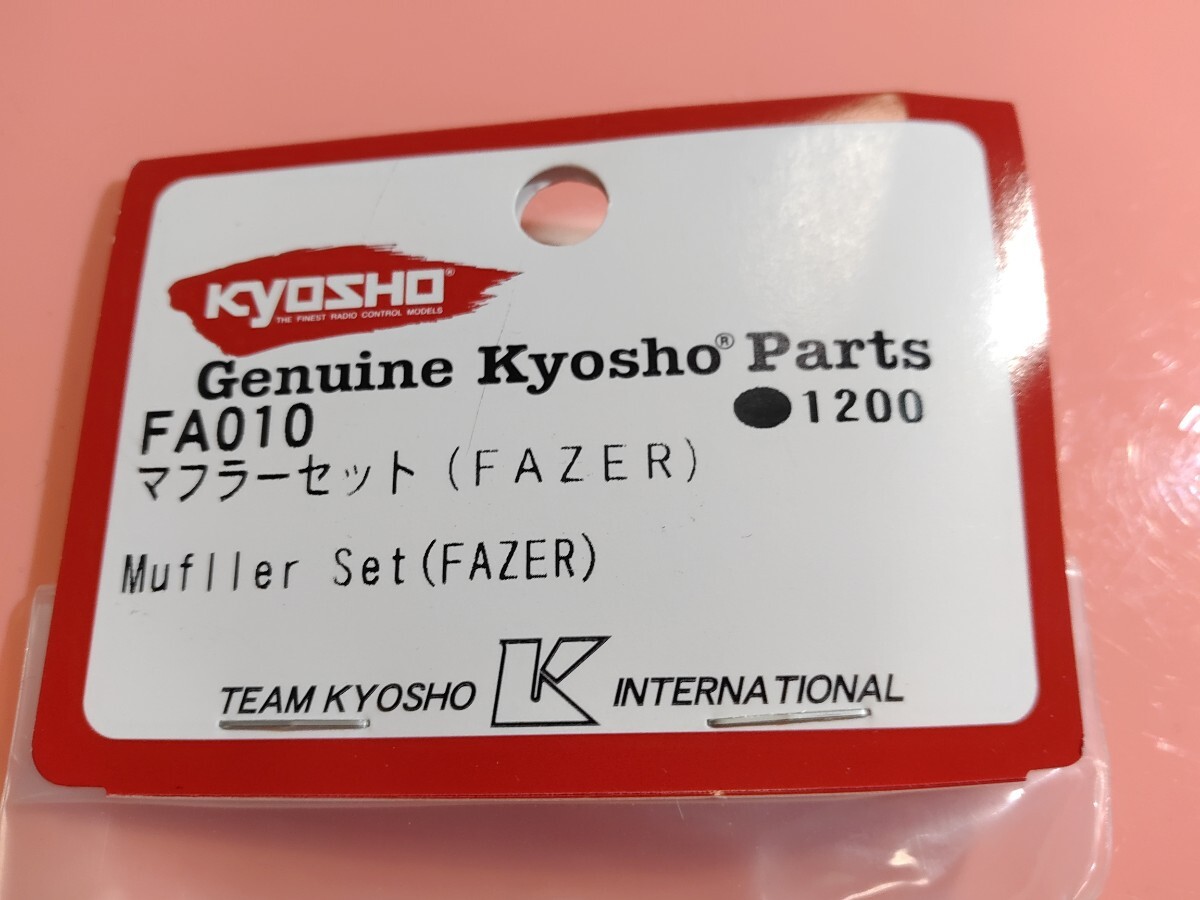 KYOSHO®
THE FINEST RADIO CONTROL MODELS
Genuine Kyosho® Parts
FA010 ●1200
マフラーセット(FAZER)
Mufller Set(FAZER)
TEAM KYOSHO K INTERNATIONAL